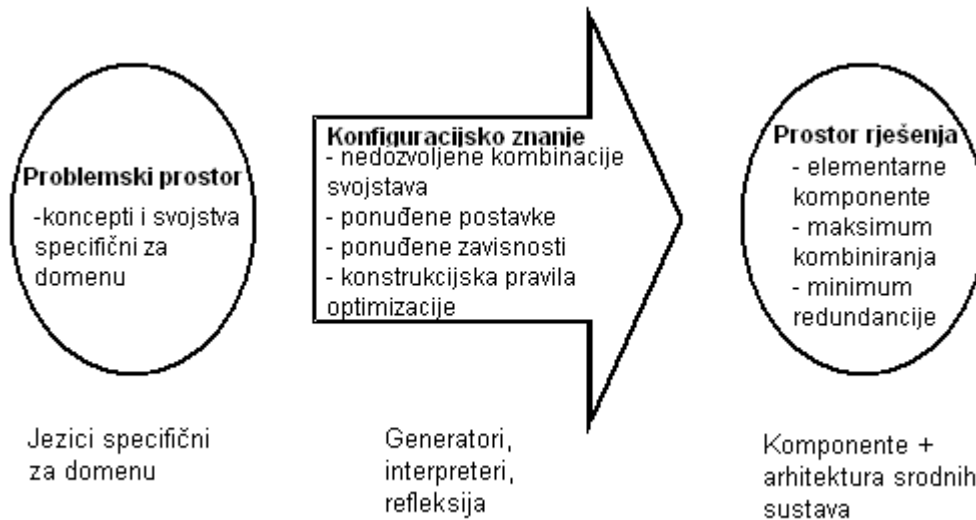 Problemski prostor
-koncepti i svojstva
specifični za
domenu
Konfiguracijsko znanje
- nedozvoljene kombinacije
svojstava
- ponuđene postavke
- ponuđene zavisnosti
- konstrukcijska pravila
optimizacije
Prostor rješenja
- elementarne
komponente
- maksimum
kombiniranja
- minimum
redundancije
Jezici specifični
za domenu
Generatori,
interpreteri,
refleksija
Komponente +
arhitektura srodnih
sustava